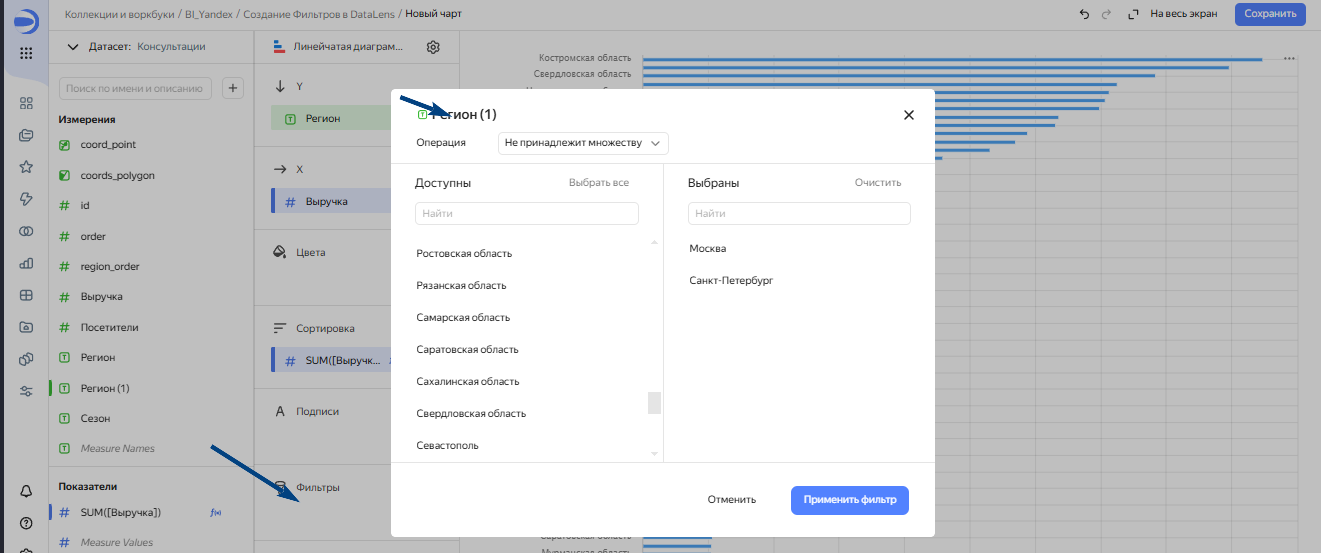 Коллекции и воркбуки / BI_Yandex / Создание Фильтров в DataLens / Новый чарт
На весь экран
Сохранить
Датасет: Консультации
Поиск по имени и описанию
Измерения
coord_point
coords_polygon
id
order
region_order
Выручка
Посетители
Регион
Регион (1)
Сезон
Measure Names
Показатели
SUM([Выручка])
Measure Values
Линейчатая диаграм...
Y
Регион
X
Выручка
Цвета
Сортировка
SUM([Выручк...
Подписи
Фильтры
Костромская область
Свердловская область
Регион (1)
Операция
Не принадлежит множеству
Доступны
Выбрать все
Найти
Ростовская область
Рязанская область
Самарская область
Саратовская область
Сахалинская область
Свердловская область
Севастополь
Выбраны
Очистить
Найти
Москва
Санкт-Петербург
Отменить
Применить фильтр
Саратовская область
Мурманская область